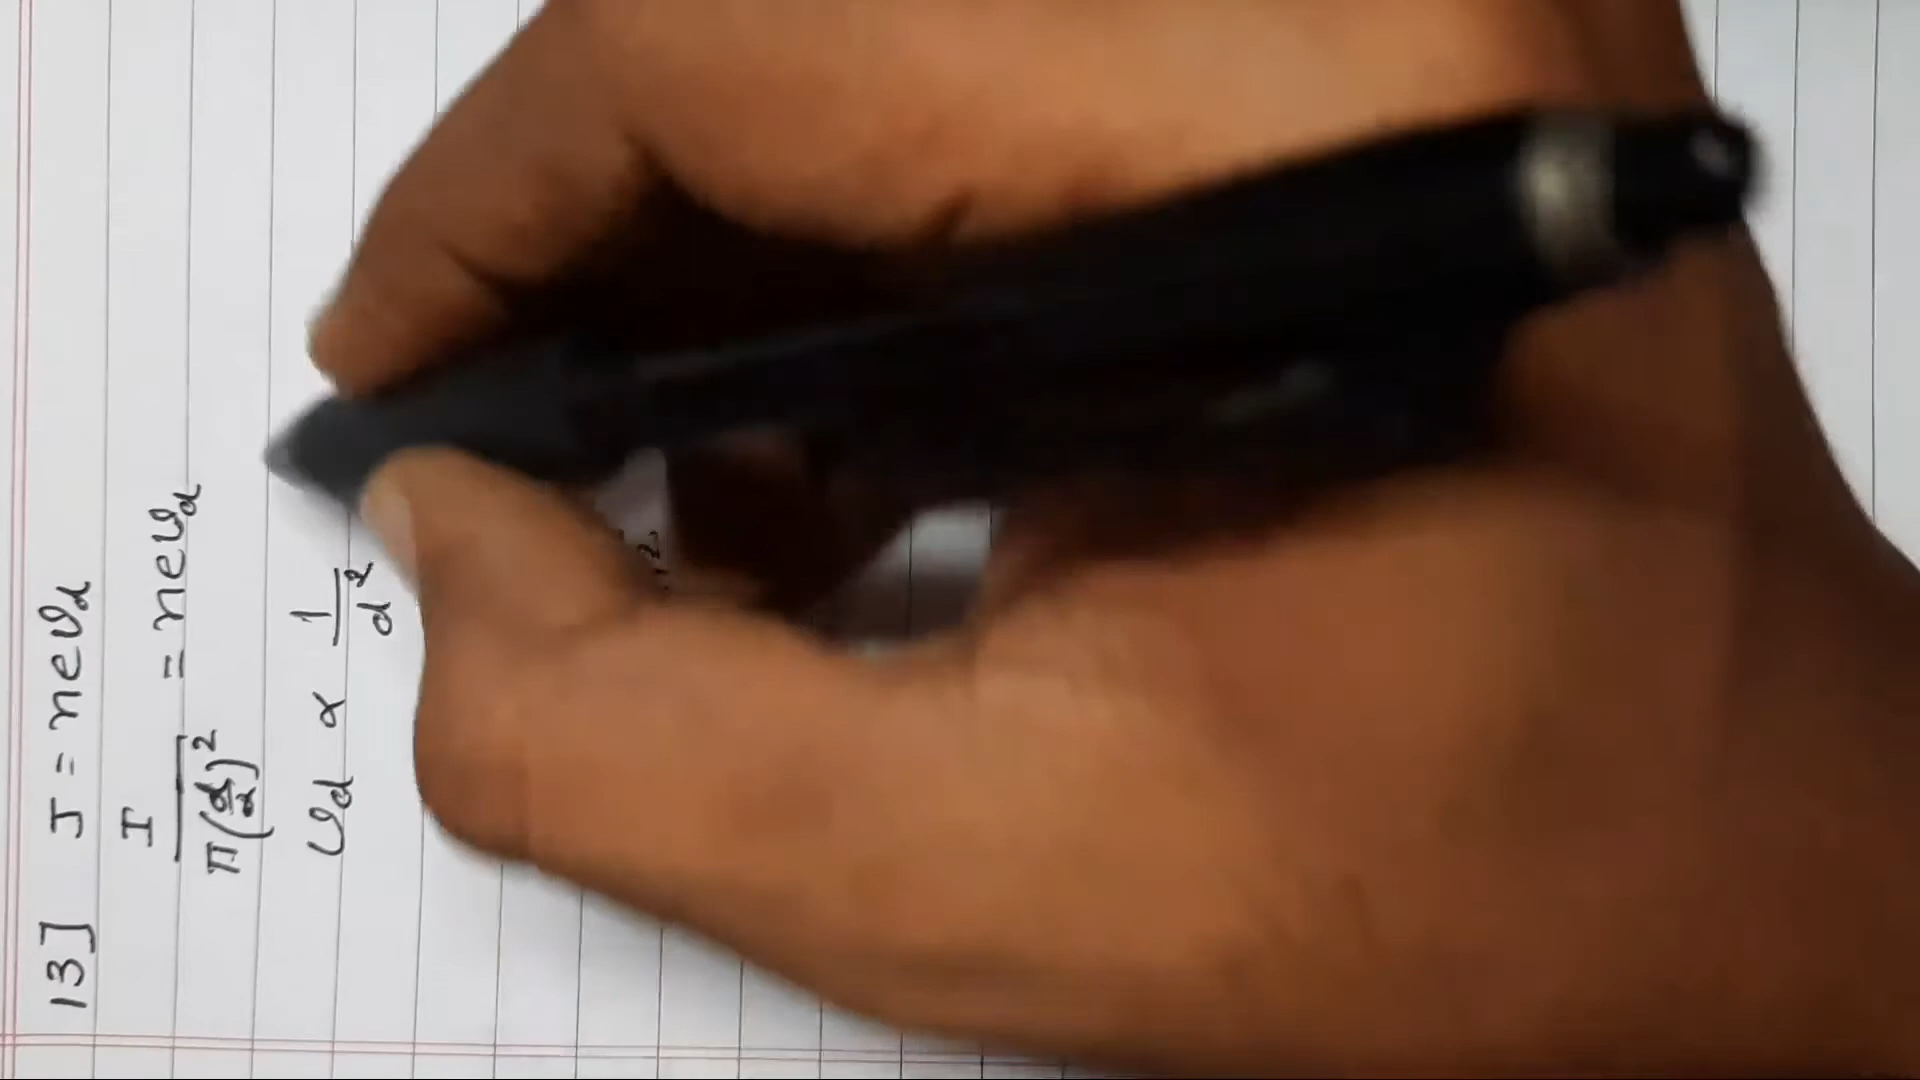 13] J = nevd
I/π(d/2)² = nevd
vd ∝ 1/d²